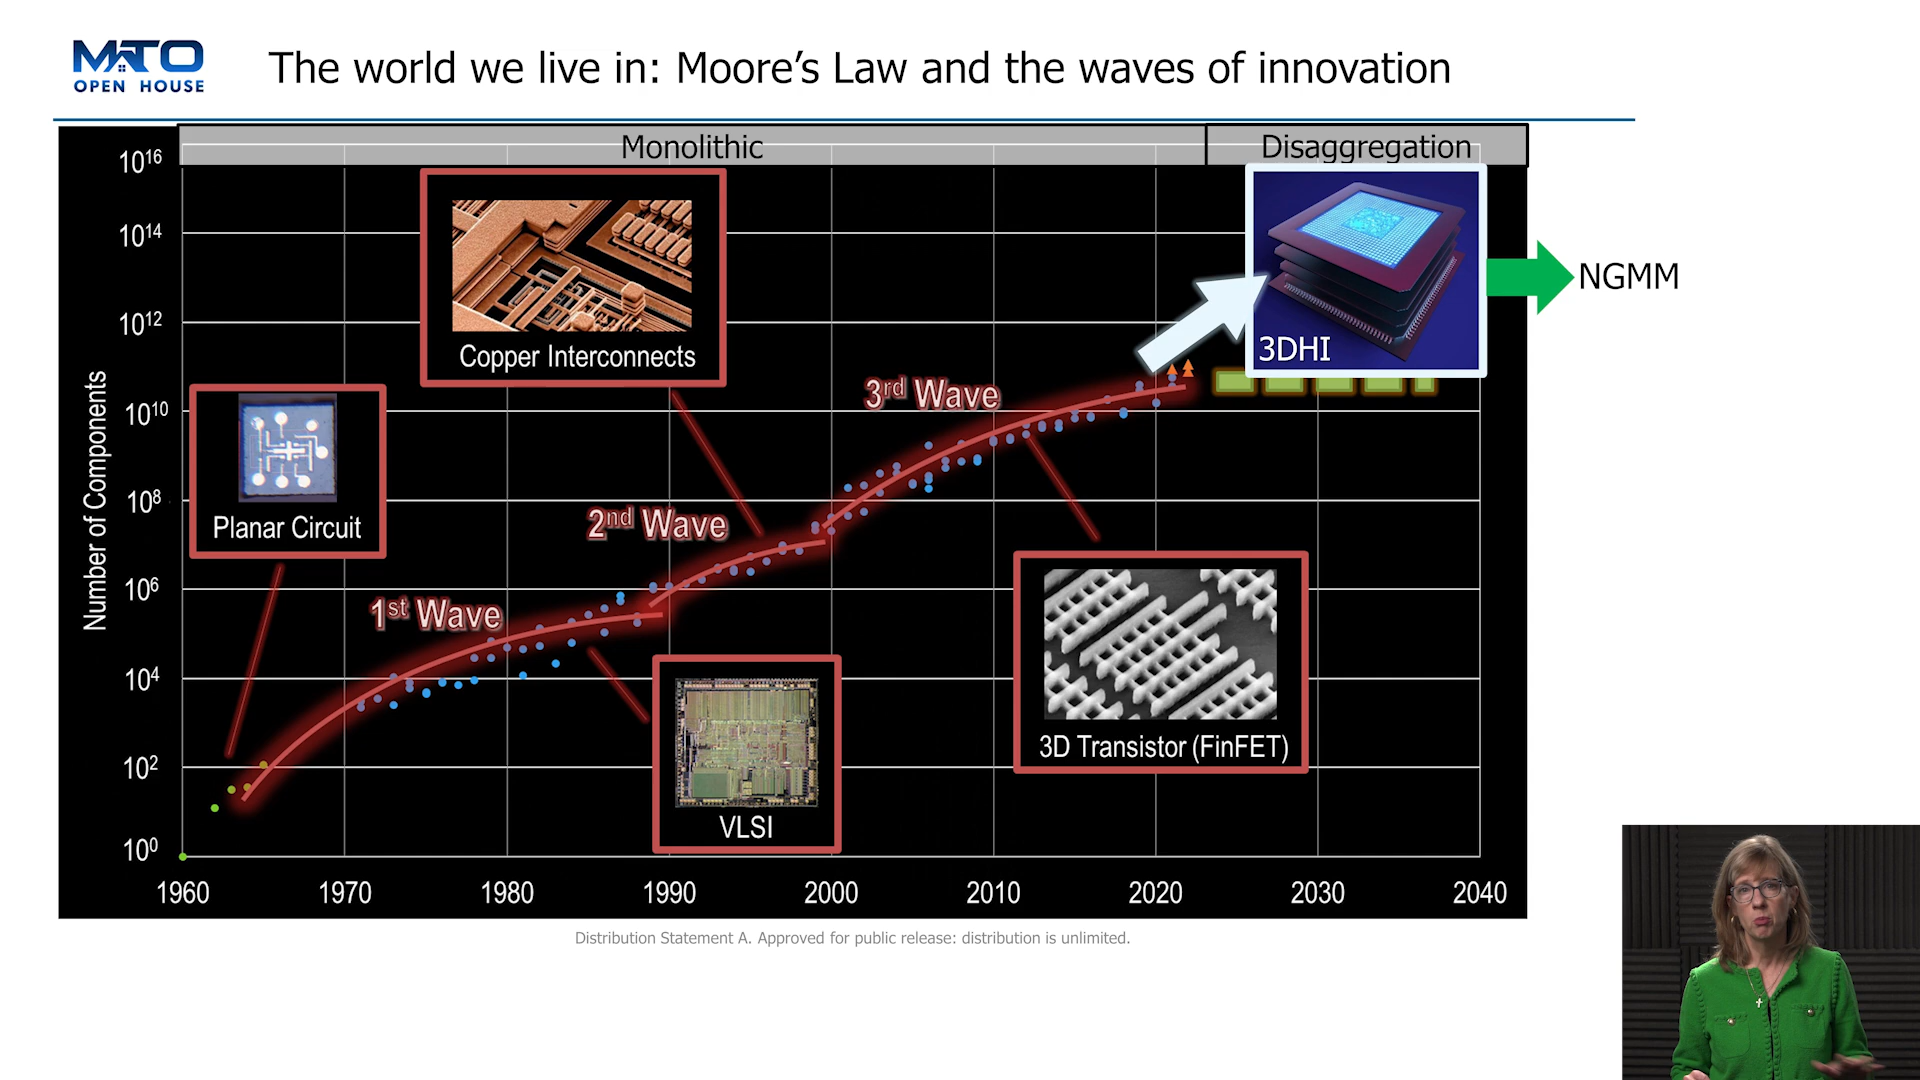 MTO
OPEN HOUSE
The world we live in: Moore's Law and the waves of innovation
Monolithic
Disaggregation
Number of Components
10^16
10^14
10^12
10^10
10^8
10^6
10^4
10^2
10^0
1960
1970
1980
1990
2000
2010
2020
2030
2040
Planar Circuit
Copper Interconnects
1st Wave
2nd Wave
3rd Wave
VLSI
3D Transistor (FinFET)
3DHI
NGMM
Distribution Statement A. Approved for public release: distribution is unlimited.